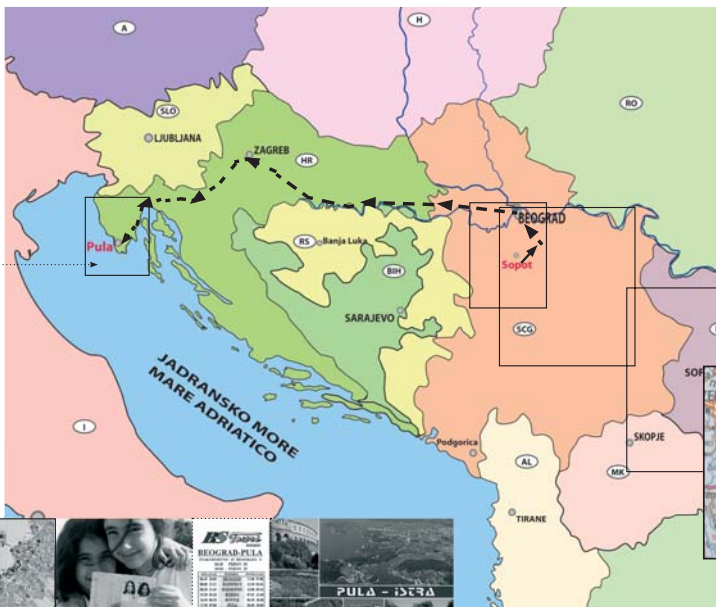 A
H
RO
SLO
LJUBLJANA
ZAGREB
HR
BEOGRAD
Pula
RS
Banja Luka
Sopot
BIH
SARAJEVO
SCG
JADRANSKO MORE
MARE ADRIATICO
SOF
I
Podgorica
SKOPJE
AL
MK
TIRANE
BEOGRAD-PULA
PULA - ISTRA